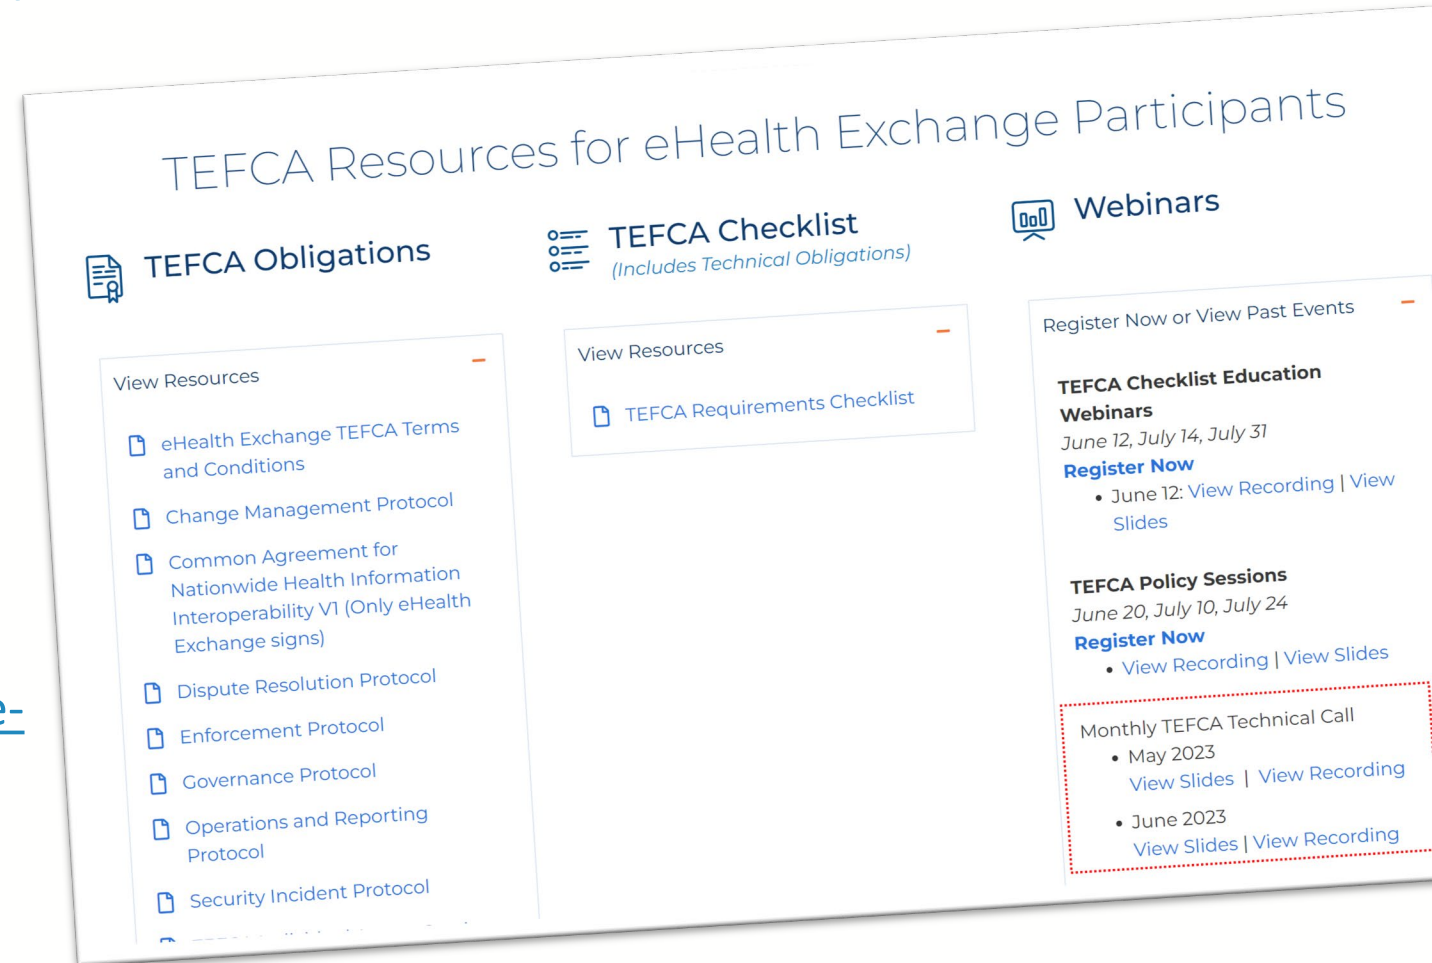 TEFCA Resources for eHealth Exchange Participants
TEFCA Obligations
View Resources
eHealth Exchange TEFCA Terms
and Conditions
Change Management Protocol
Common Agreement for
Nationwide Health Information
Interoperability V1 (Only eHealth
Exchange signs)
Dispute Resolution Protocol
Enforcement Protocol
Governance Protocol
Operations and Reporting
Protocol
Security Incident Protocol
TEFCA Checklist
(Includes Technical Obligations)
View Resources
TEFCA Requirements Checklist
Webinars
Register Now or View Past Events
TEFCA Checklist Education
Webinars
June 12, July 14, July 31
Register Now
• June 12: View Recording | View
Slides
TEFCA Policy Sessions
June 20, July 10, July 24
Register Now
• View Recording | View Slides
Monthly TEFCA Technical Call
• May 2023
View Slides | View Recording
• June 2023
View Slides | View Recording